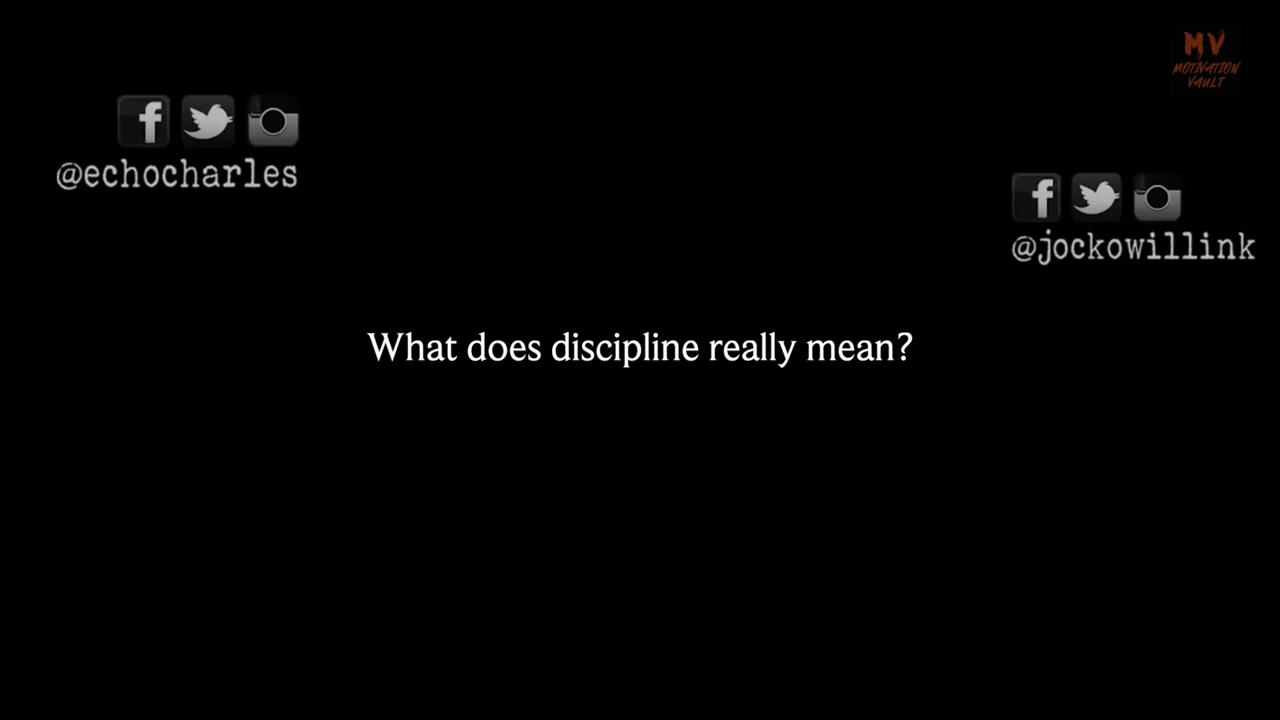 MV
MOTIVATION
VAULT
@echocharles
@jockowillink
What does discipline really mean?